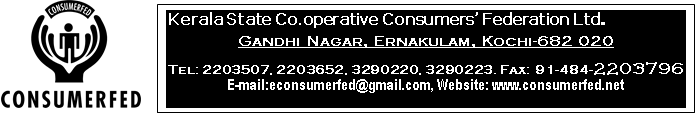 CONSUMERFED
CONSUMERFED
Kerala State Co.operative Consumers' Federation Ltd.
Gandhi Nagar, Ernakulam, Kochi-682 020
Tel: 2203507, 2203652, 3290220, 3290223. Fax: 91-484-2203796
E-mail:econsumerfed@gmail.com, Website: www.consumerfed.net